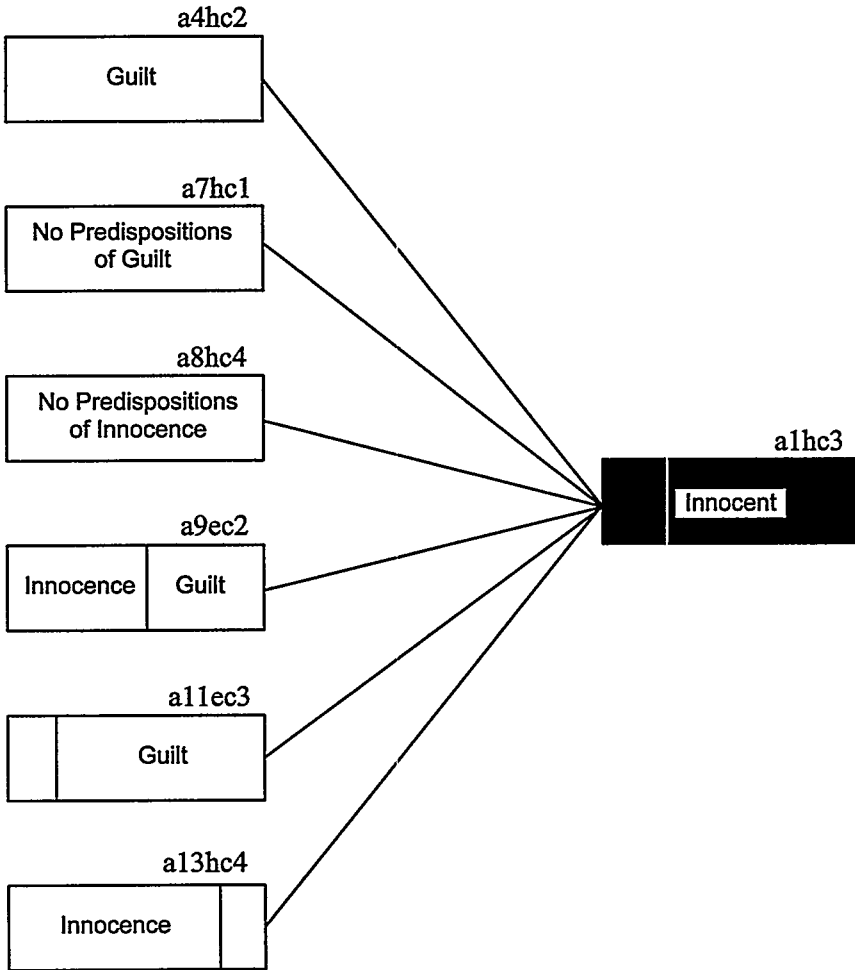 a4hc2
Guilt
a7hc1
No Predispositions
of Guilt
a8hc4
No Predispositions
of Innocence
a1hc3
Innocent
a9ec2
Innocence Guilt
a11ec3
Guilt
a13hc4
Innocence